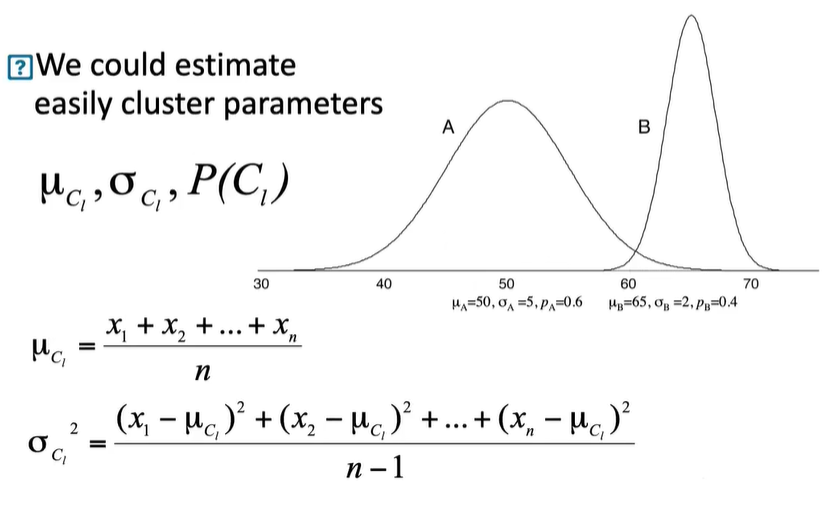 ?We could estimate
easily cluster parameters
μ_{C_l}, σ_{C_l}, P(C_l)
A
B
30 40 50 60 70
μ_A=50, σ_A =5, p_A=0.6 μ_B=65, σ_B =2, p_B=0.4
μ_{C_l} = (x_1 + x_2 + ... + x_n) / n
σ_{C_l}^2 = ((x_1 − μ_{C_l})^2 + (x_2 − μ_{C_l})^2 + ... + (x_n − μ_{C_l})^2) / (n − 1)